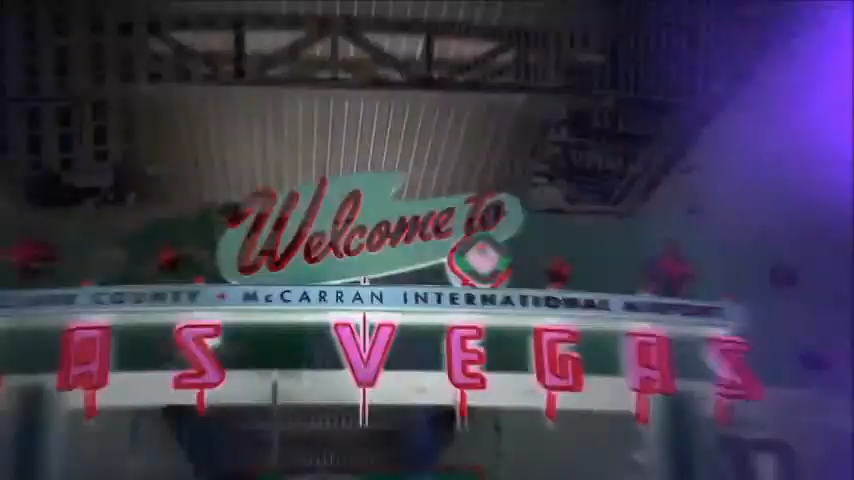 Welcome to
COUNTY • McCARRAN INTERNATIONAL
AS VEGAS